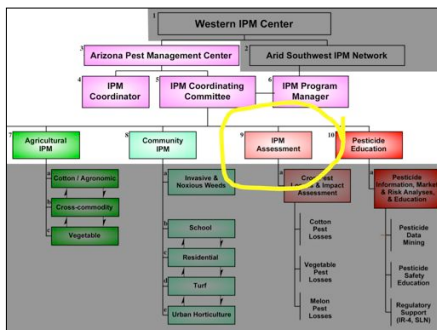 1
Western IPM Center
3
Arizona Pest Management Center
2
Arid Southwest IPM Network
4
IPM
Coordinator
5
IPM Coordinating
Committee
6
IPM Program
Manager
7
Agricultural
IPM
8
Community
IPM
9
IPM
Assessment
10
Pesticide
Education
a
Cotton / Agronomic
b
Cross-commodity
c
Vegetable
a
Invasive &
Noxious Weeds
b
School
c
Residential
d
Turf
e
Urban Horticulture
a
Crop Pest
Losses & Impact
Assessment
Cotton
Pest
Losses
Vegetable
Pest
Losses
Melon
Pest
Losses
a
Pesticide
Information, Market
& Risk Analyses,
& Education
Pesticide
Data
Mining
Pesticide
Safety
Education
Regulatory
Support
(IR-4, SLN)